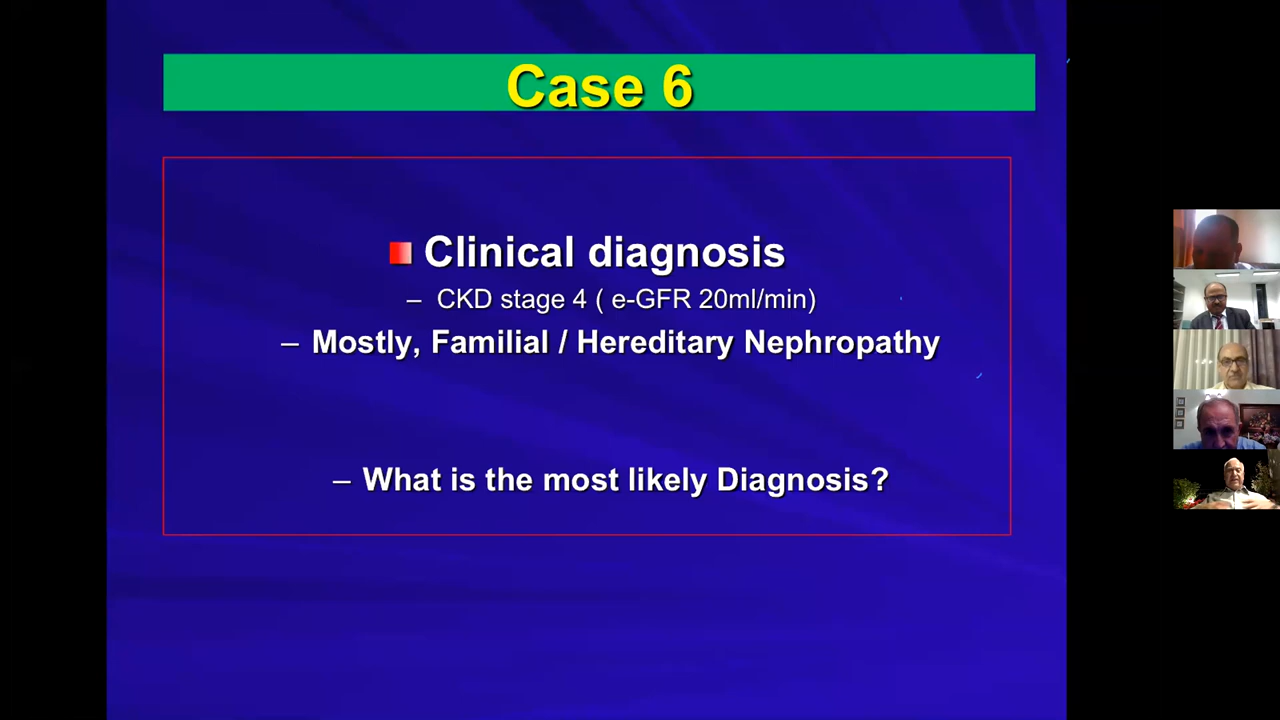 Case 6
Clinical diagnosis
– CKD stage 4 ( e-GFR 20ml/min)
– Mostly, Familial / Hereditary Nephropathy
– What is the most likely Diagnosis?